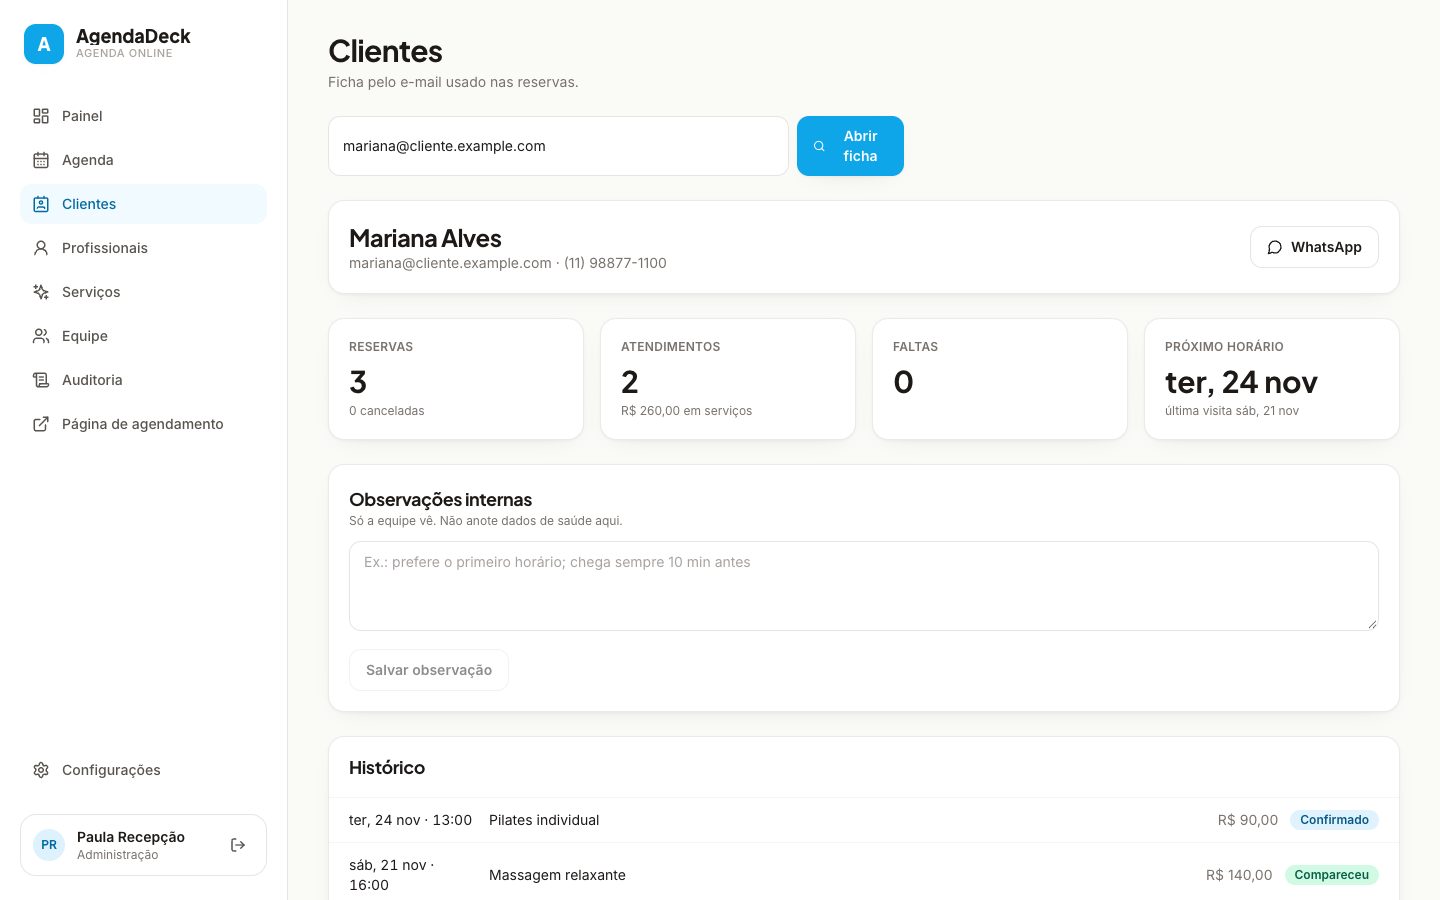 A
AgendaDeck
AGENDA ONLINE
Painel
Agenda
Clientes
Profissionais
Serviços
Equipe
Auditoria
Página de agendamento
Configurações
PR
Paula Recepção
Administração
Clientes
Ficha pelo e-mail usado nas reservas.
mariana@cliente.example.com
Abrir
ficha
Mariana Alves
mariana@cliente.example.com · (11) 98877-1100
WhatsApp
RESERVAS
3
0 canceladas
ATENDIMENTOS
2
R$ 260,00 em serviços
FALTAS
0
PRÓXIMO HORÁRIO
ter, 24 nov
última visita sáb, 21 nov
Observações internas
Só a equipe vê. Não anote dados de saúde aqui.
Ex.: prefere o primeiro horário; chega sempre 10 min antes
Salvar observação
Histórico
ter, 24 nov · 13:00 Pilates individual R$ 90,00 Confirmado
sáb, 21 nov ·
16:00
Massagem relaxante R$ 140,00 Compareceu